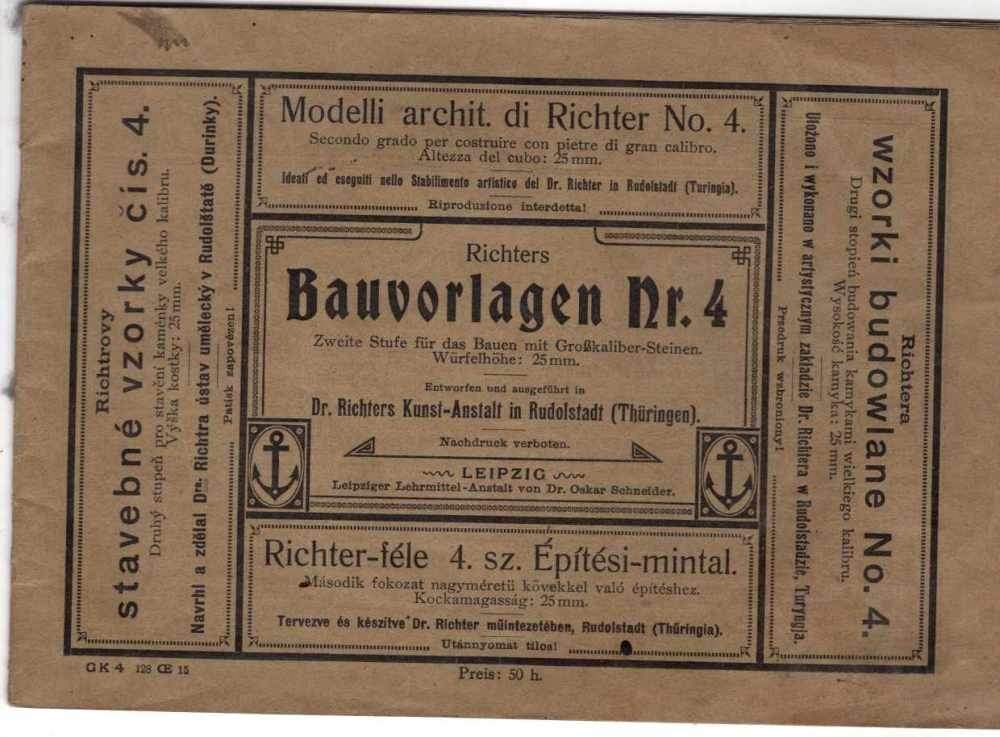 Modelli archit. di Richter No. 4.
Secondo grado per costruire con pietre di gran calibro.
Altezza del cubo: 25 mm.
Ideati ed eseguiti nello Stabilimento artistico del Dr. Richter in Rudolstadt (Turingia).
Riproduzione interdetta!
Richtrovy
stavebné vzorky čís. 4.
Druhý stupeň pro stavění kaménky velkého kalibru.
Výška kostky: 25 mm.
Navrhl a zdělal Dra. Richtra ústav umělecký v Rudolštatě (Durinky).
Patisk zapovězen!
Richters
Bauvorlagen Nr. 4
Zweite Stufe für das Bauen mit Großkaliber-Steinen.
Würfelhöhe: 25 mm.
Entworfen und ausgeführt in
Dr. Richters Kunst-Anstalt in Rudolstadt (Thüringen).
Nachdruck verboten.
LEIPZIG
Leipziger Lehrmittel-Anstalt von Dr. Oskar Schneider.
Richtera
wzorki budowlane No. 4.
Drugi stopień budowania kamykami wielkiego kalibru.
Wysokość kamyka: 25 mm.
Ułożono i wykonano w artystycznym zakładzie Dr. Richtera w Rudolstadzie, Turyngia.
Przedruk wzbroniony!
Richter-féle 4. sz. Építési-mintal.
Második fokozat nagyméretü kövekkel való építéshez.
Kockamagasság: 25 mm.
Tervezve és készítve Dr. Richter müintezetében, Rudolstadt (Thüringia).
Utánnyomat tilos!
GK 4 128 Œ 15
Preis: 50 h.